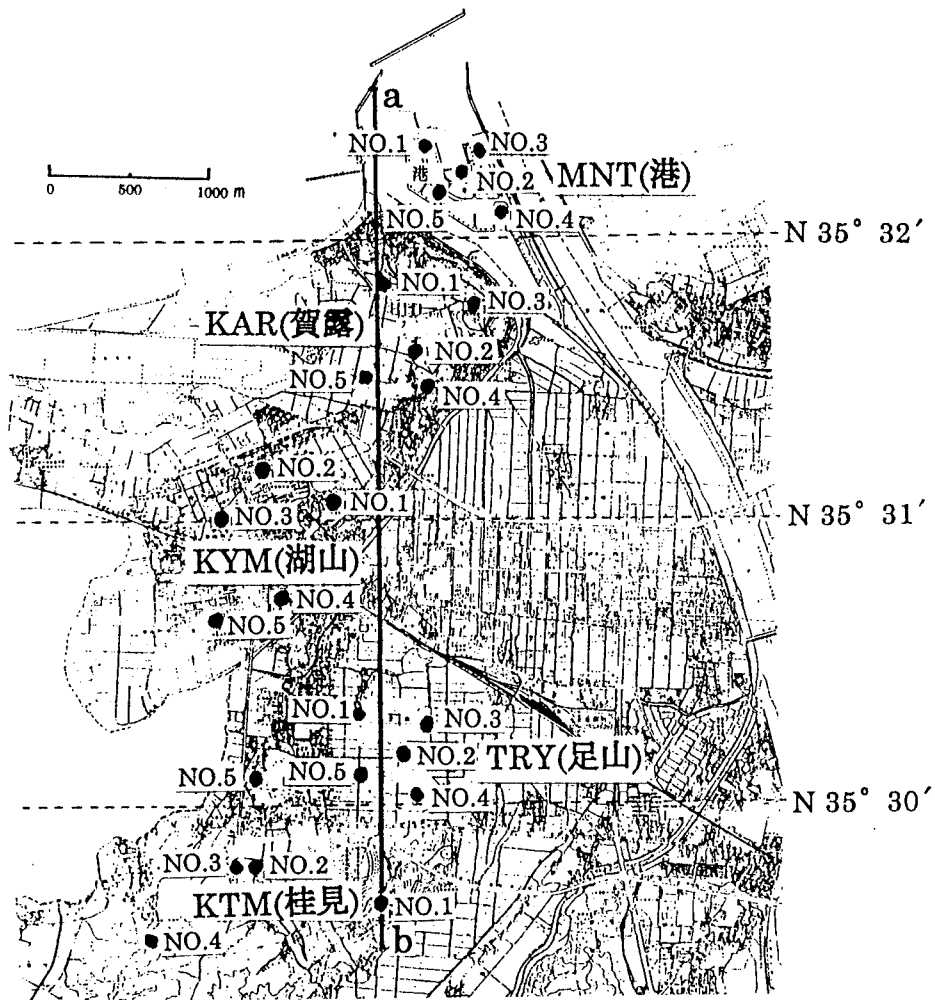 a
NO.1
NO.3
港
NO.2
MNT(港)
NO.5
NO.4
0 500 1000 m
N 35° 32′
NO.1
NO.3
KAR(賀露)
NO.2
NO.5
NO.4
NO.2
NO.1
NO.3
N 35° 31′
KYM(湖山)
NO.4
NO.5
NO.1
NO.3
NO.2
TRY(足山)
NO.5
NO.5
NO.4
N 35° 30′
NO.3
NO.2
KTM(桂見)
NO.1
NO.4
b